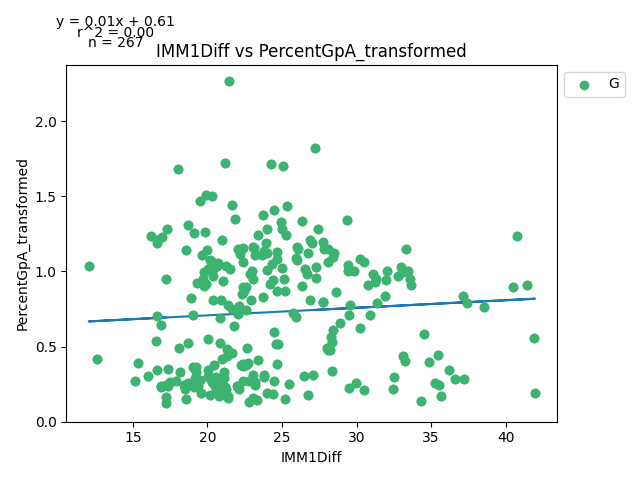 y = 0.01x + 0.61
r^2 = 0.00
n = 267
IMM1Diff vs PercentGpA_transformed
G
PercentGpA_transformed
2.0
1.5
1.0
0.5
0.0
15 20 25 30 35 40
IMM1Diff